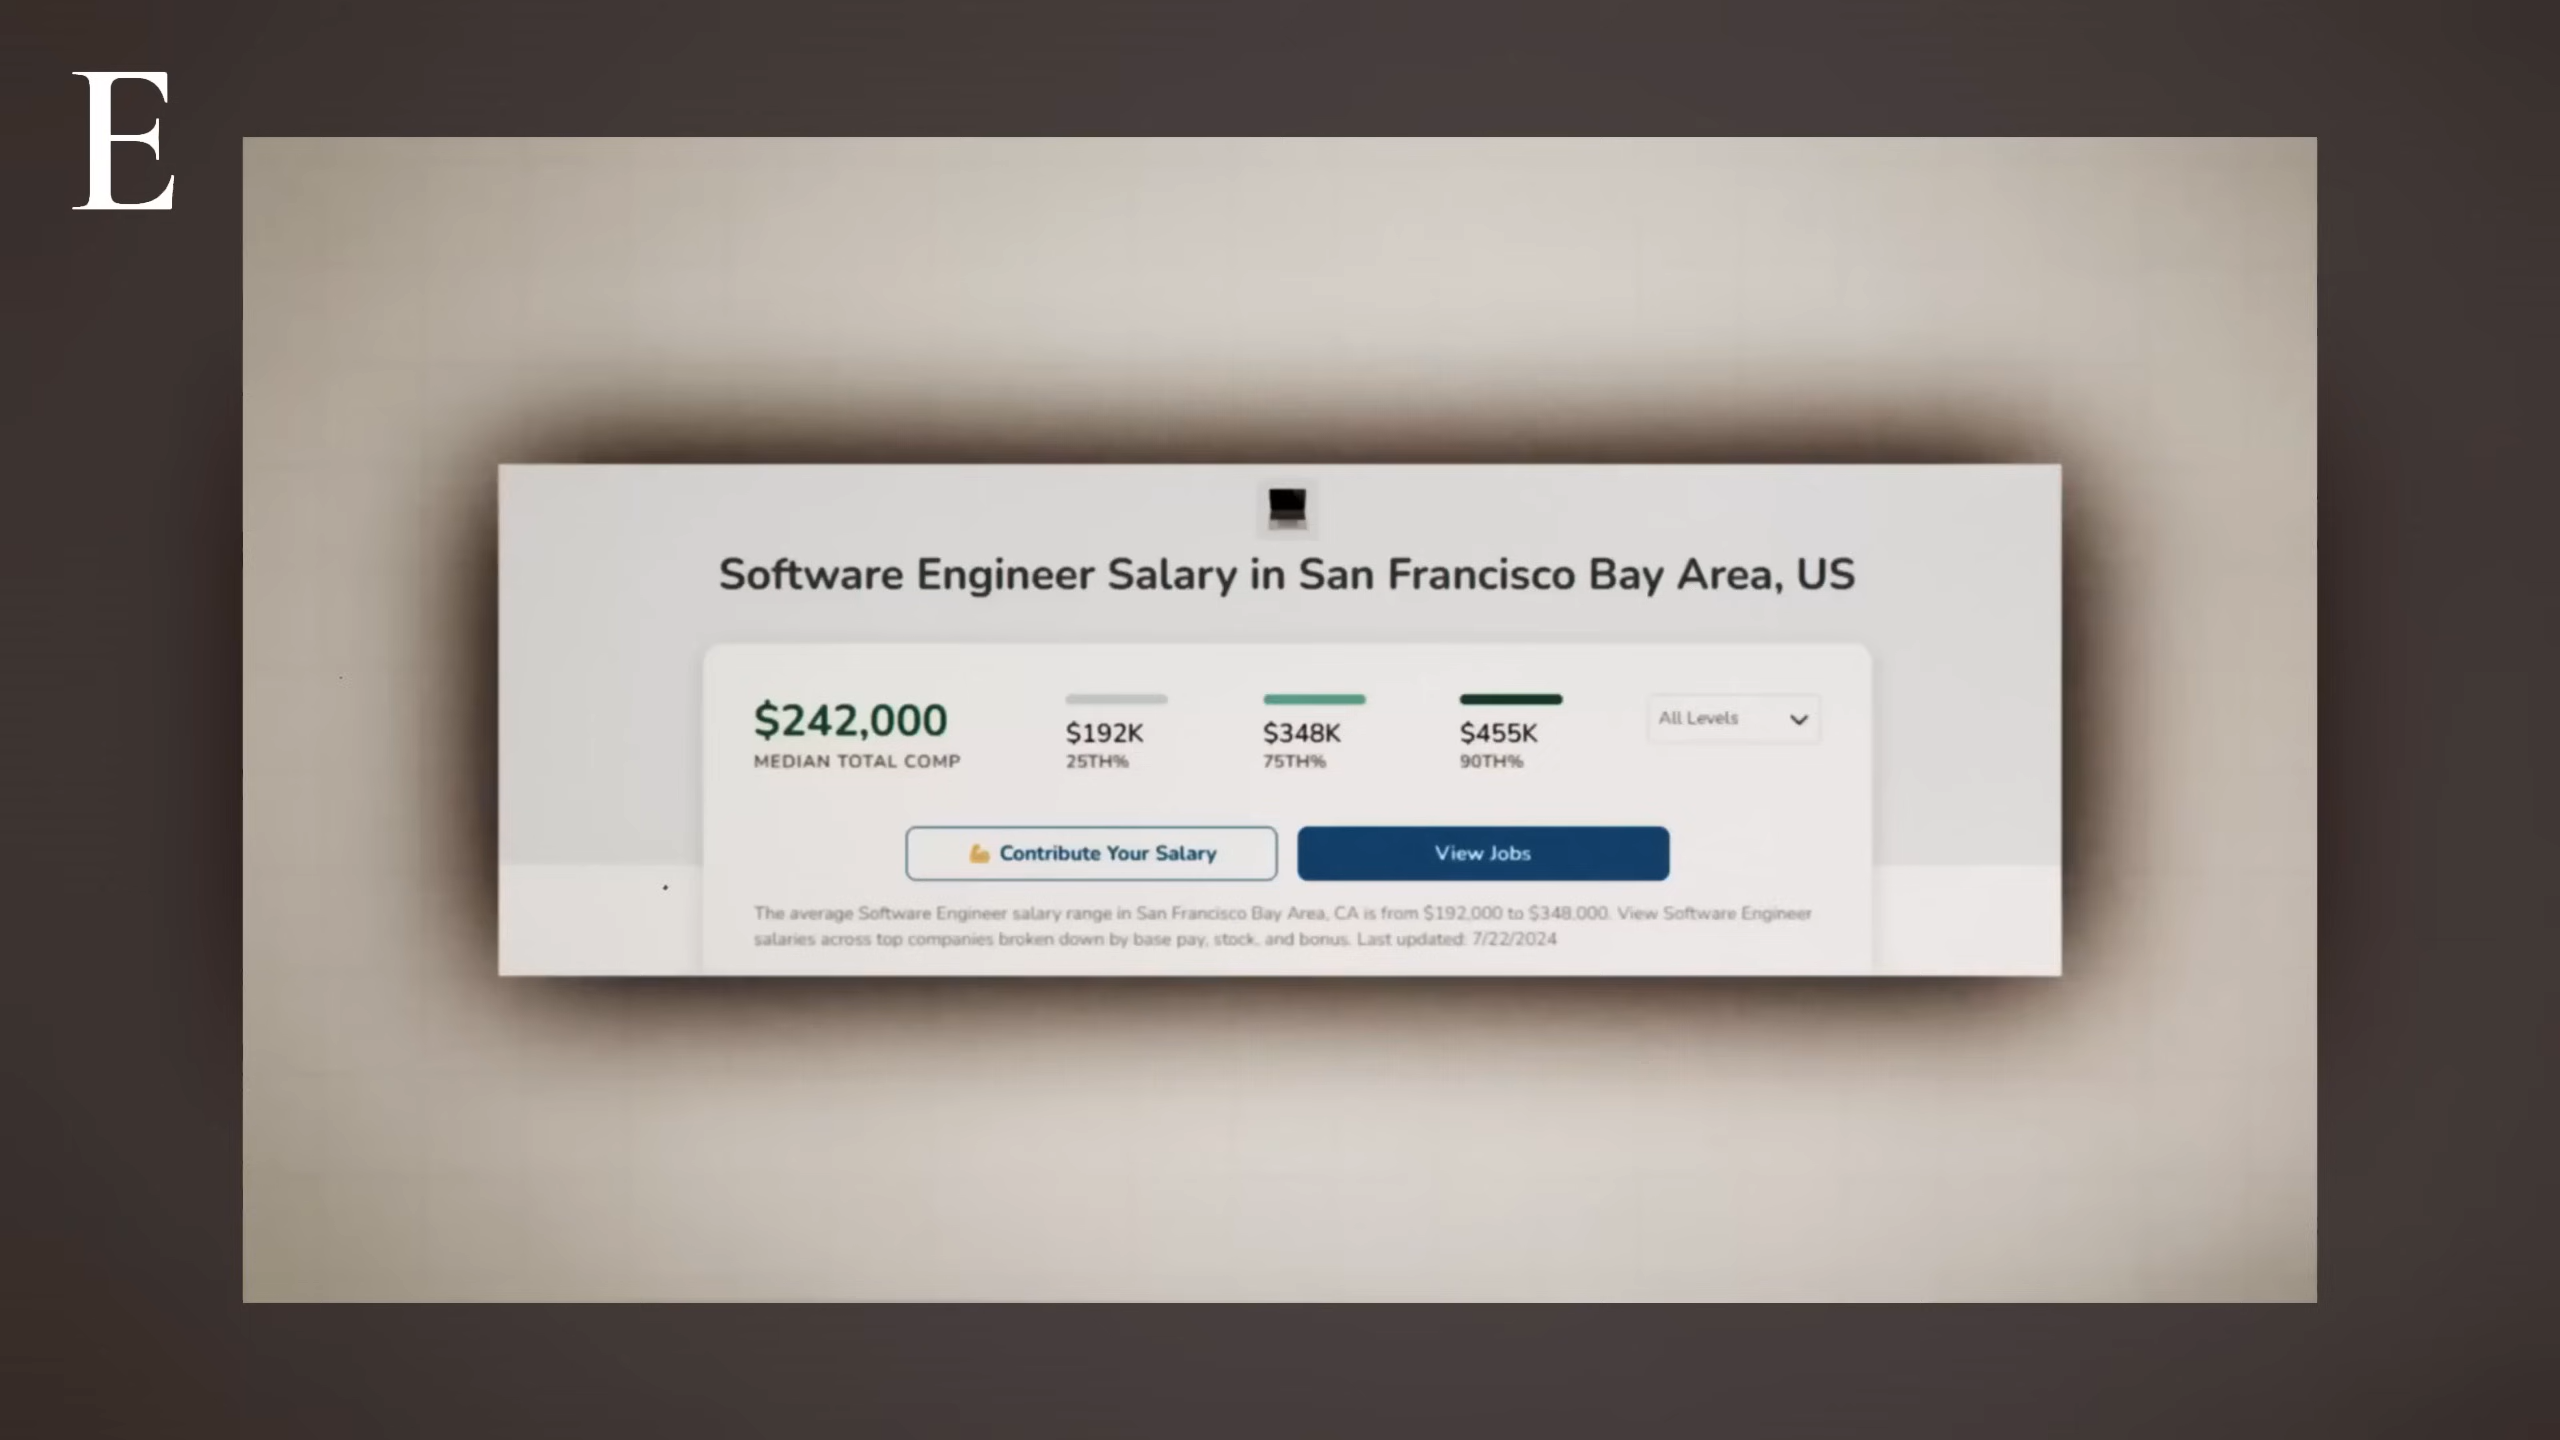 E
Software Engineer Salary in San Francisco Bay Area, US
$242,000
MEDIAN TOTAL COMP
$192K
25TH%
$348K
75TH%
$455K
90TH%
All Levels
Contribute Your Salary
View Jobs
The average Software Engineer salary range in San Francisco Bay Area, CA is from $192,000 to $348,000. View Software Engineer
salaries across top companies broken down by base pay, stock, and bonus. Last updated: 7/22/2024